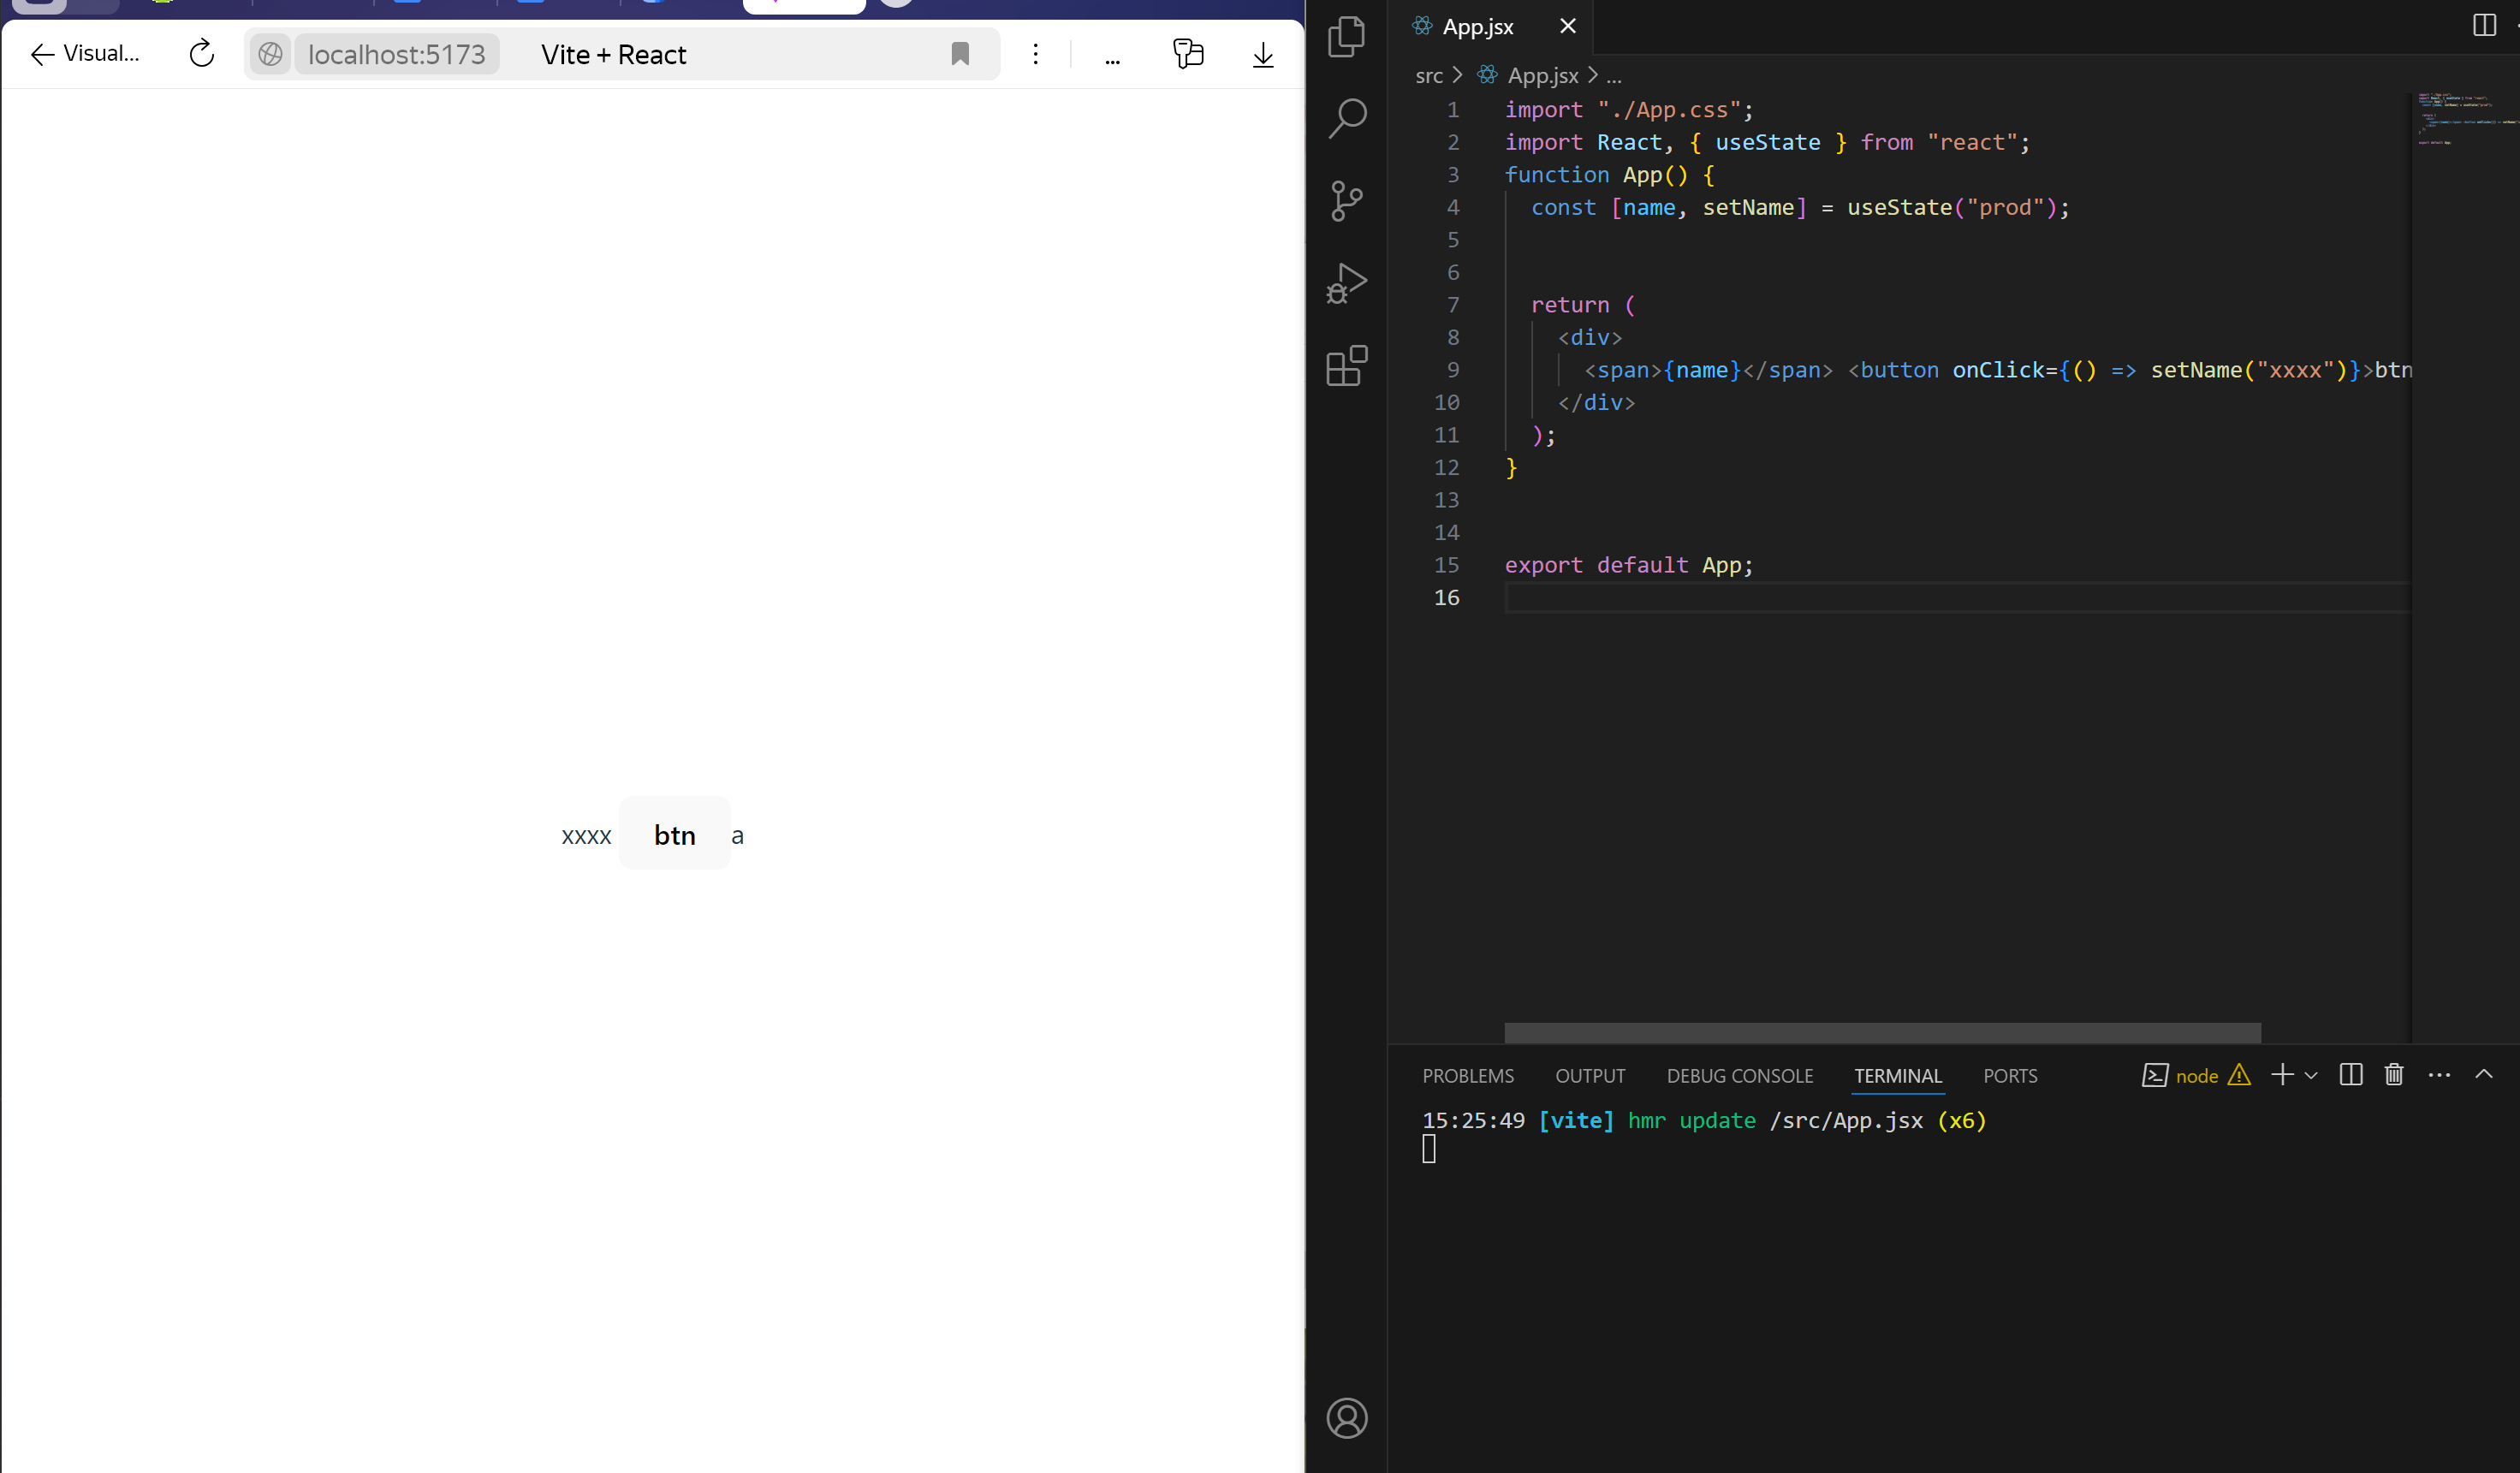 Visual...
localhost:5173
Vite + React
...
App.jsx
src > App.jsx > ...
1 import "./App.css";
2 import React, { useState } from "react";
3 function App() {
4 const [name, setName] = useState("prod");
5
6
7 return (
8 <div>
9 <span>{name}</span> <button onClick={() => setName("xxxx")}>btn
10 </div>
11 );
12 }
13
14
15 export default App;
16
xxxx btn a
PROBLEMS OUTPUT DEBUG CONSOLE TERMINAL PORTS node
15:25:49 [vite] hmr update /src/App.jsx (x6)